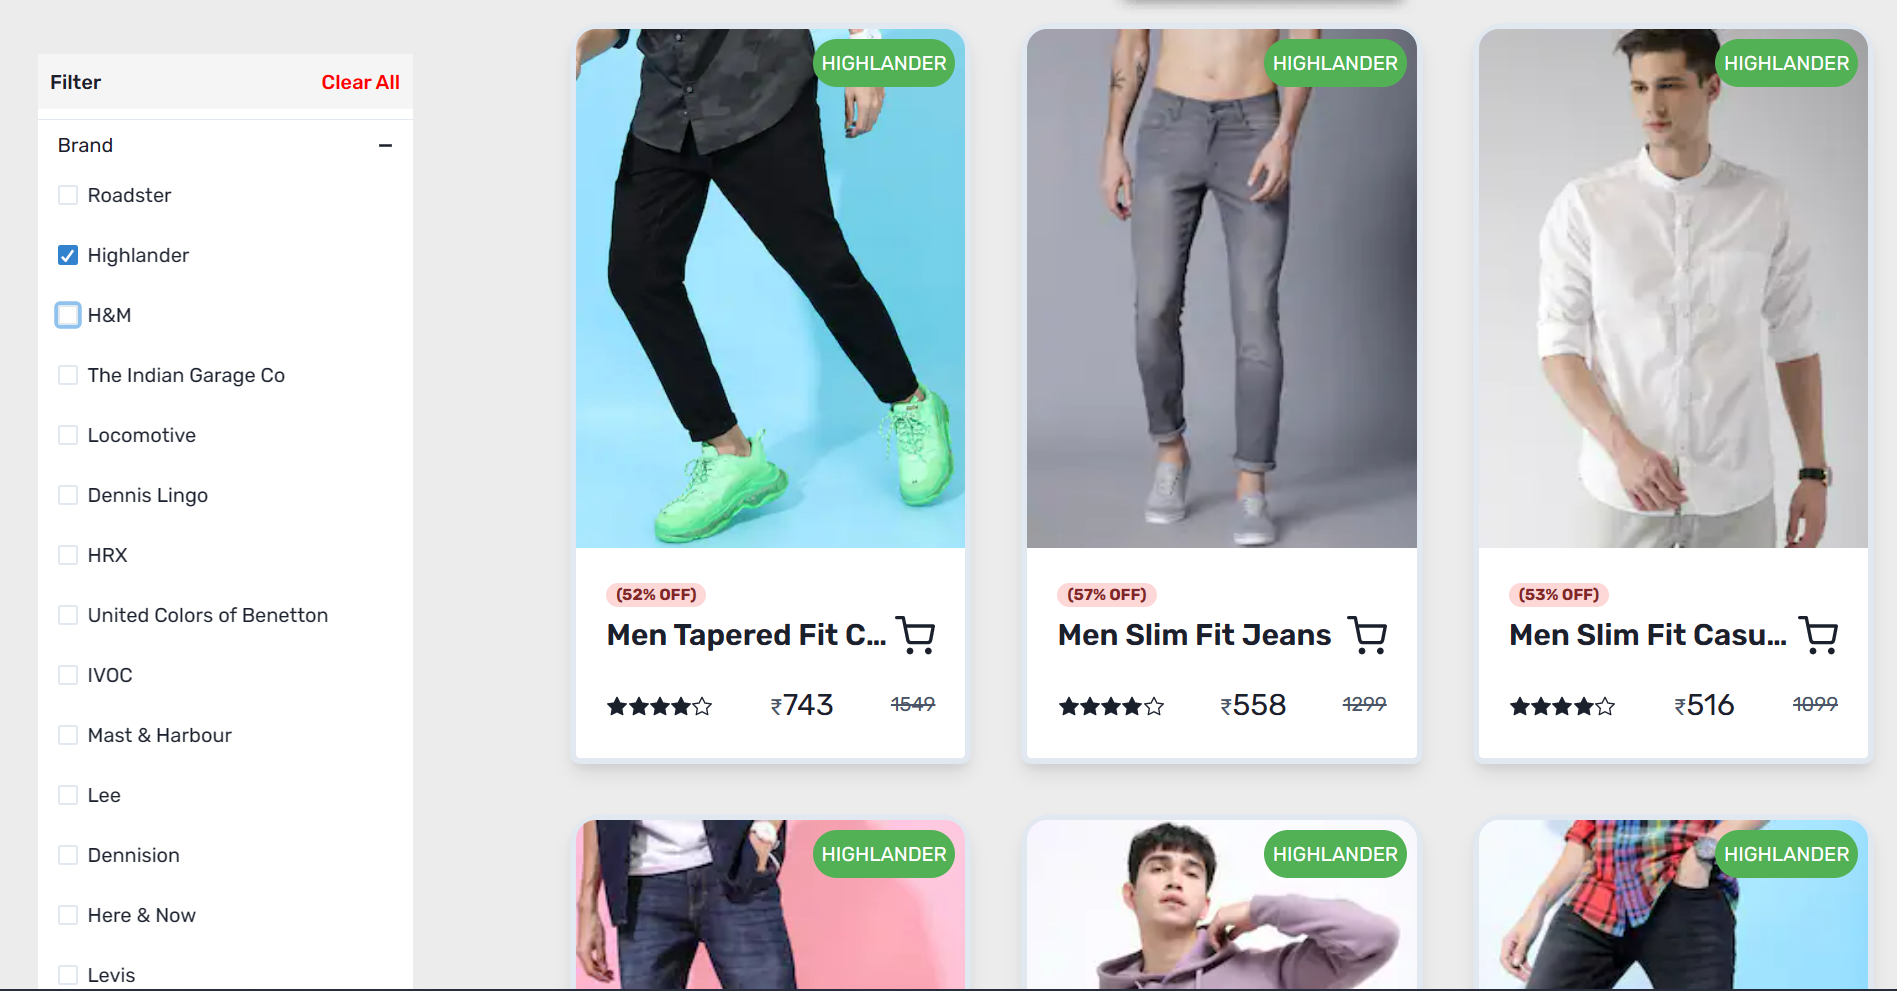 Filter
Clear All
Brand
Roadster
Highlander
H&M
The Indian Garage Co
Locomotive
Dennis Lingo
HRX
United Colors of Benetton
IVOC
Mast & Harbour
Lee
Dennision
Here & Now
Levis
HIGHLANDER
(52% OFF)
Men Tapered Fit C...
₹743 1549
HIGHLANDER
(57% OFF)
Men Slim Fit Jeans
₹558 1299
HIGHLANDER
(53% OFF)
Men Slim Fit Casu...
₹516 1099
HIGHLANDER
HIGHLANDER
HIGHLANDER